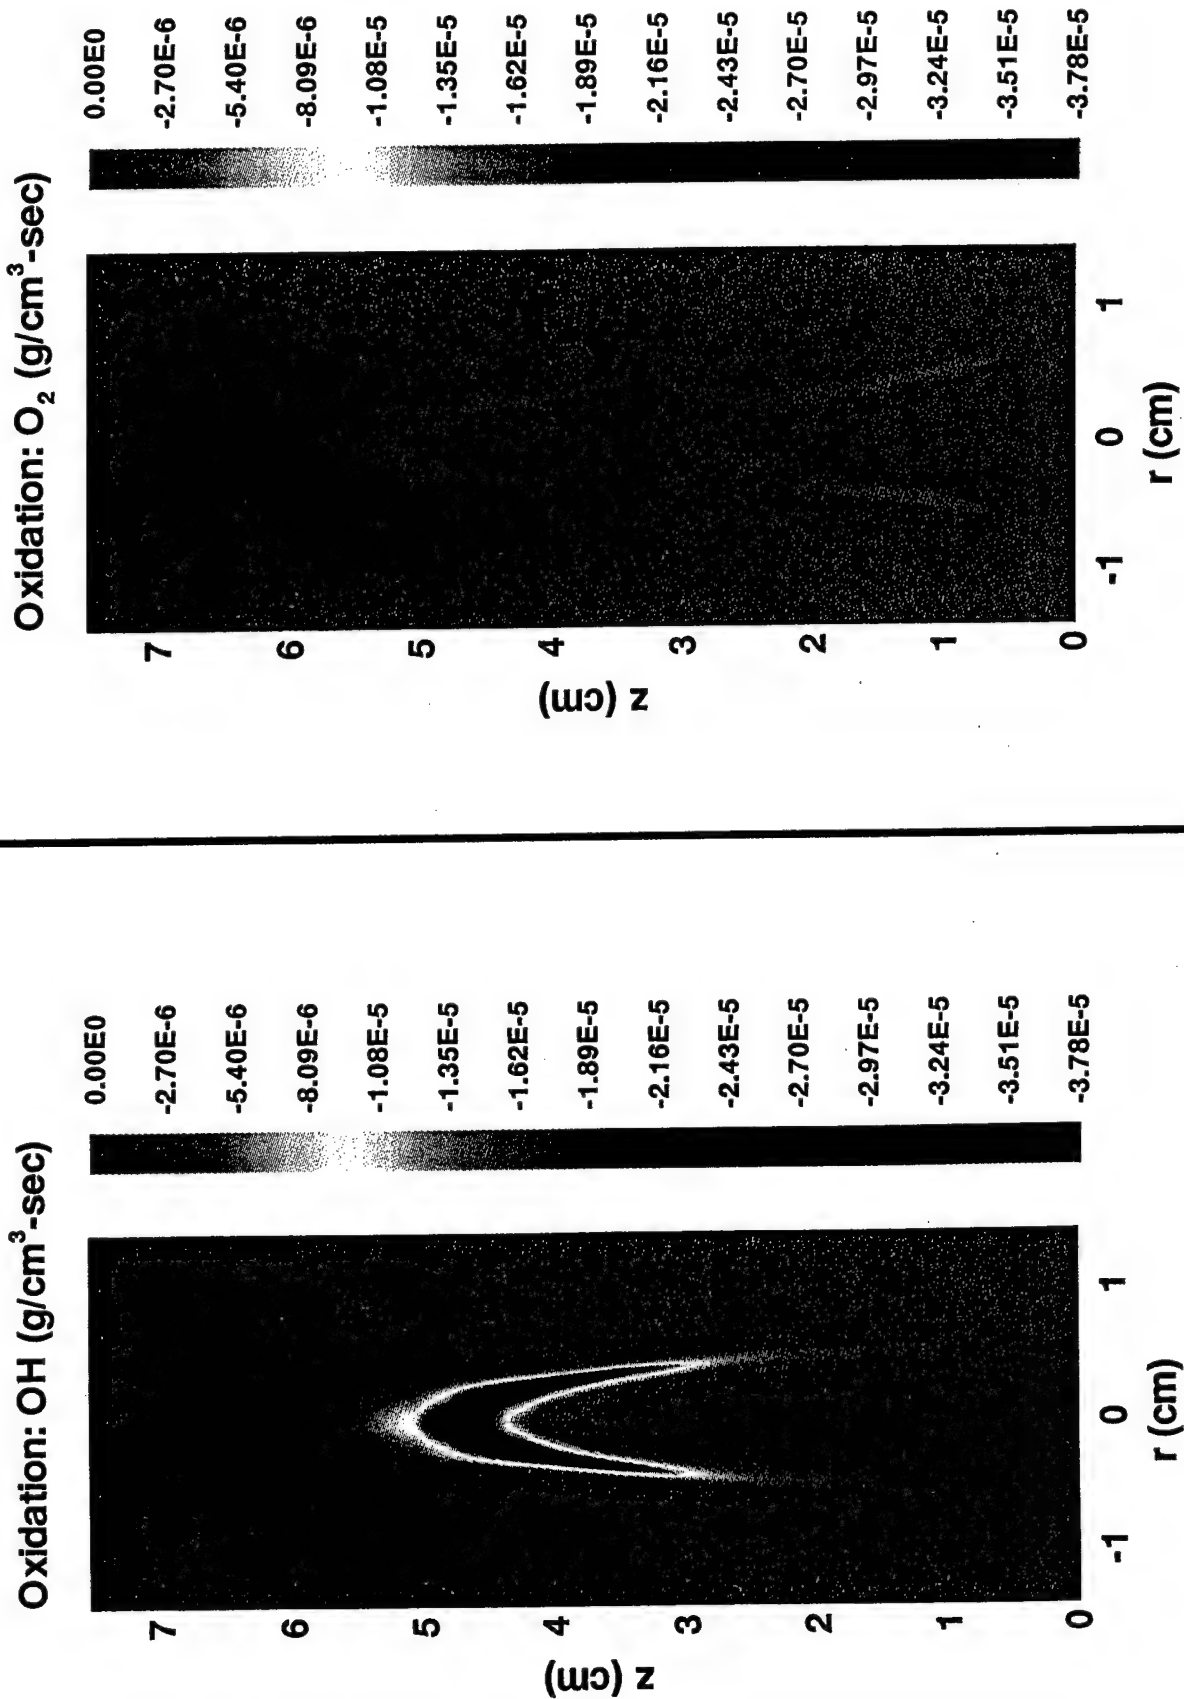 Oxidation: OH (g/cm³-sec)
0.00E0
-2.70E-6
-5.40E-6
-8.09E-6
-1.08E-5
-1.35E-5
-1.62E-5
-1.89E-5
-2.16E-5
-2.43E-5
-2.70E-5
-2.97E-5
-3.24E-5
-3.51E-5
-3.78E-5
7
6
5
4
3
2
1
0
z (cm)
-1 0 1
r (cm)
Oxidation: O₂ (g/cm³-sec)
0.00E0
-2.70E-6
-5.40E-6
-8.09E-6
-1.08E-5
-1.35E-5
-1.62E-5
-1.89E-5
-2.16E-5
-2.43E-5
-2.70E-5
-2.97E-5
-3.24E-5
-3.51E-5
-3.78E-5
7
6
5
4
3
2
1
0
z (cm)
-1 0 1
r (cm)